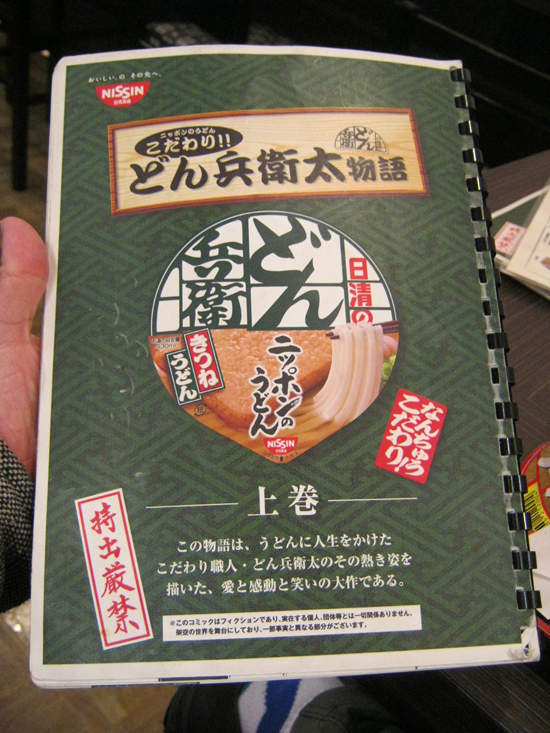 おいしい、の その先へ。
NISSIN
ニッポンのうどん
こだわり!!
どん兵衛太物語
どん兵衛
日清の
どん
兵衛
きつね
うどん
ニッポンの
うどん
NISSIN
なんちゅう
こだわり!
上巻
持出厳禁
この物語は、うどんに人生をかけた
こだわり職人・どん兵衛太のその熱き姿を
描いた、愛と感動と笑いの大作である。
※このコミックはフィクションであり、実在する個人、団体等とは一切関係ありません。
架空の世界を舞台にしており、一部事実と異なる部分がございます。